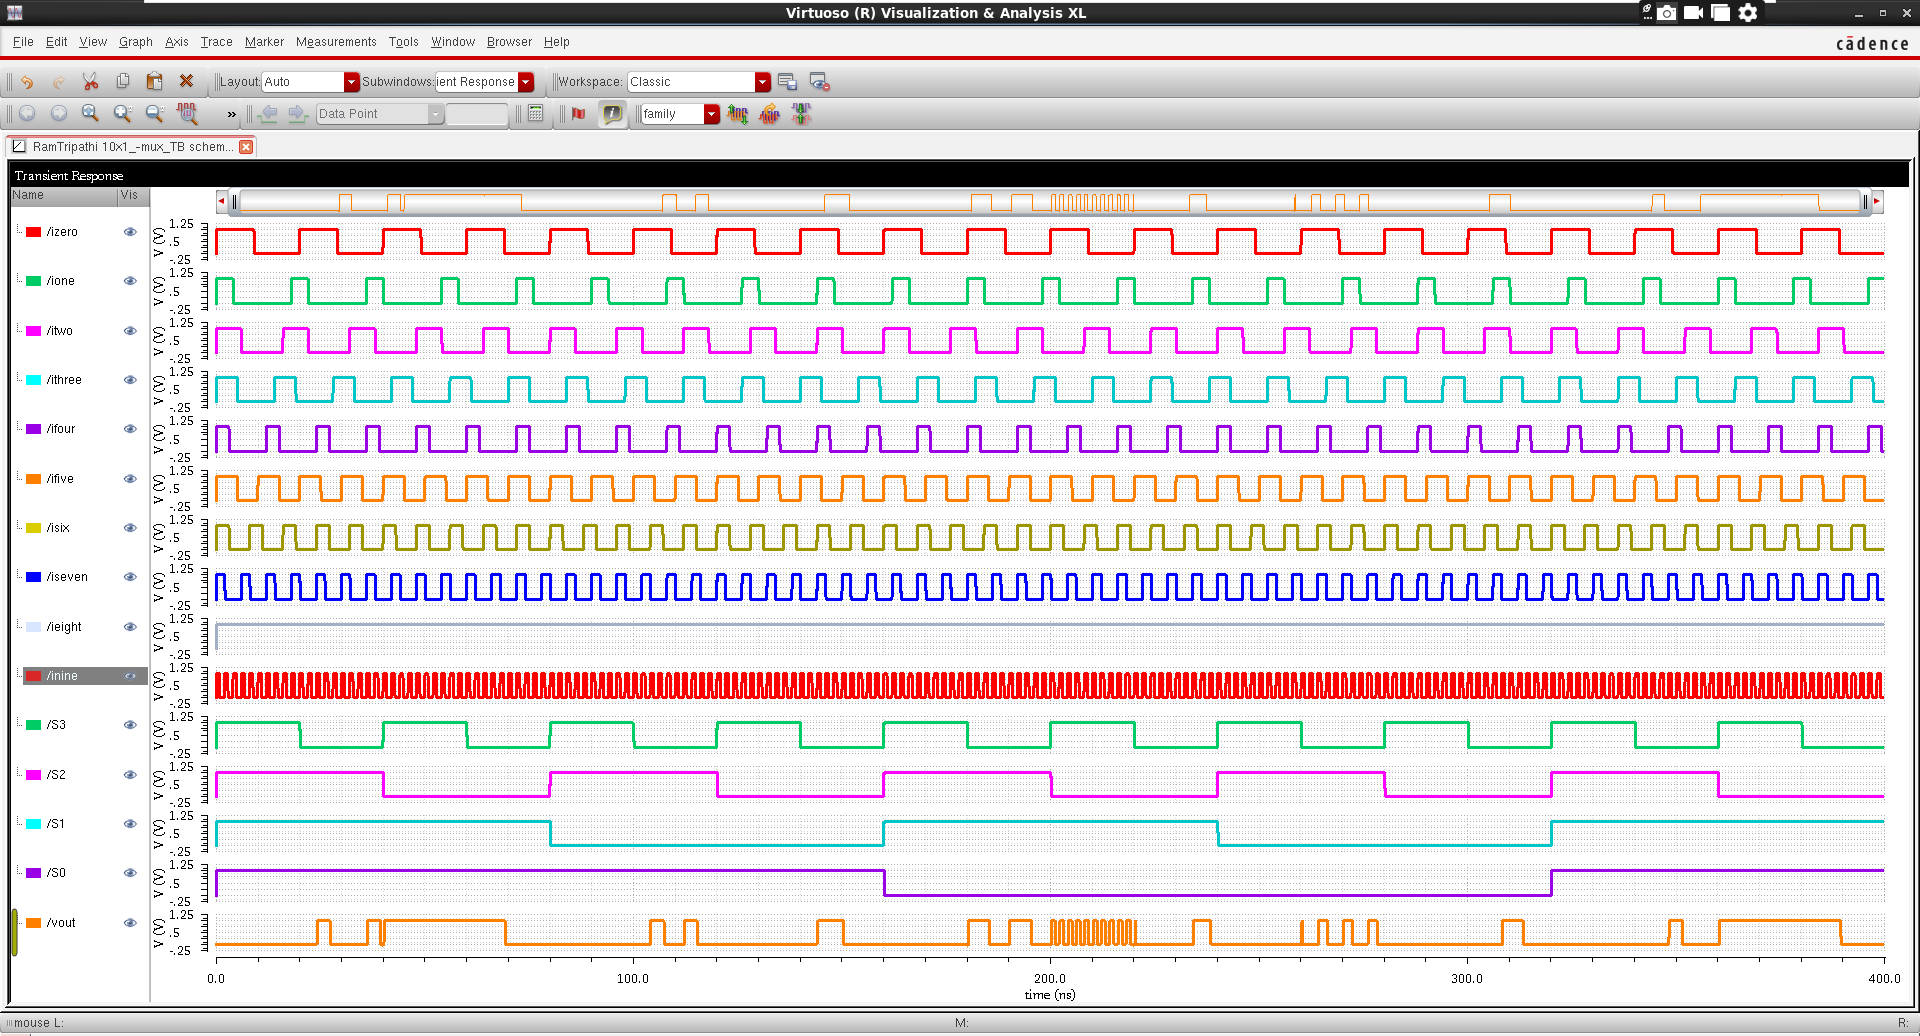 Virtuoso (R) Visualization & Analysis XL
File Edit View Graph Axis Trace Marker Measurements Tools Window Browser Help
cādence
Layout: Auto Subwindows: ient Response Workspace: Classic
» Data Point family
RamTripathi 10x1_-mux_TB schem...
Transient Response
Name Vis
/izero V (V) 1.25 .5 -.25
/ione V (V) 1.25 .5 -.25
/itwo V (V) 1.25 .5 -.25
/ithree V (V) 1.25 .5 -.25
/ifour V (V) 1.25 .5 -.25
/ifive V (V) 1.25 .5 -.25
/isix V (V) 1.25 .5 -.25
/iseven V (V) 1.25 .5 -.25
/ieight V (V) 1.25 .5 -.25
/inine V (V) 1.25 .5 -.25
/S3 V (V) 1.25 .5 -.25
/S2 V (V) 1.25 .5 -.25
/S1 V (V) 1.25 .5 -.25
/S0 V (V) 1.25 .5 -.25
/vout V (V) 1.25 .5 -.25
0.0 100.0 200.0 300.0 400.0
time (ns)
mouse L: M: R: